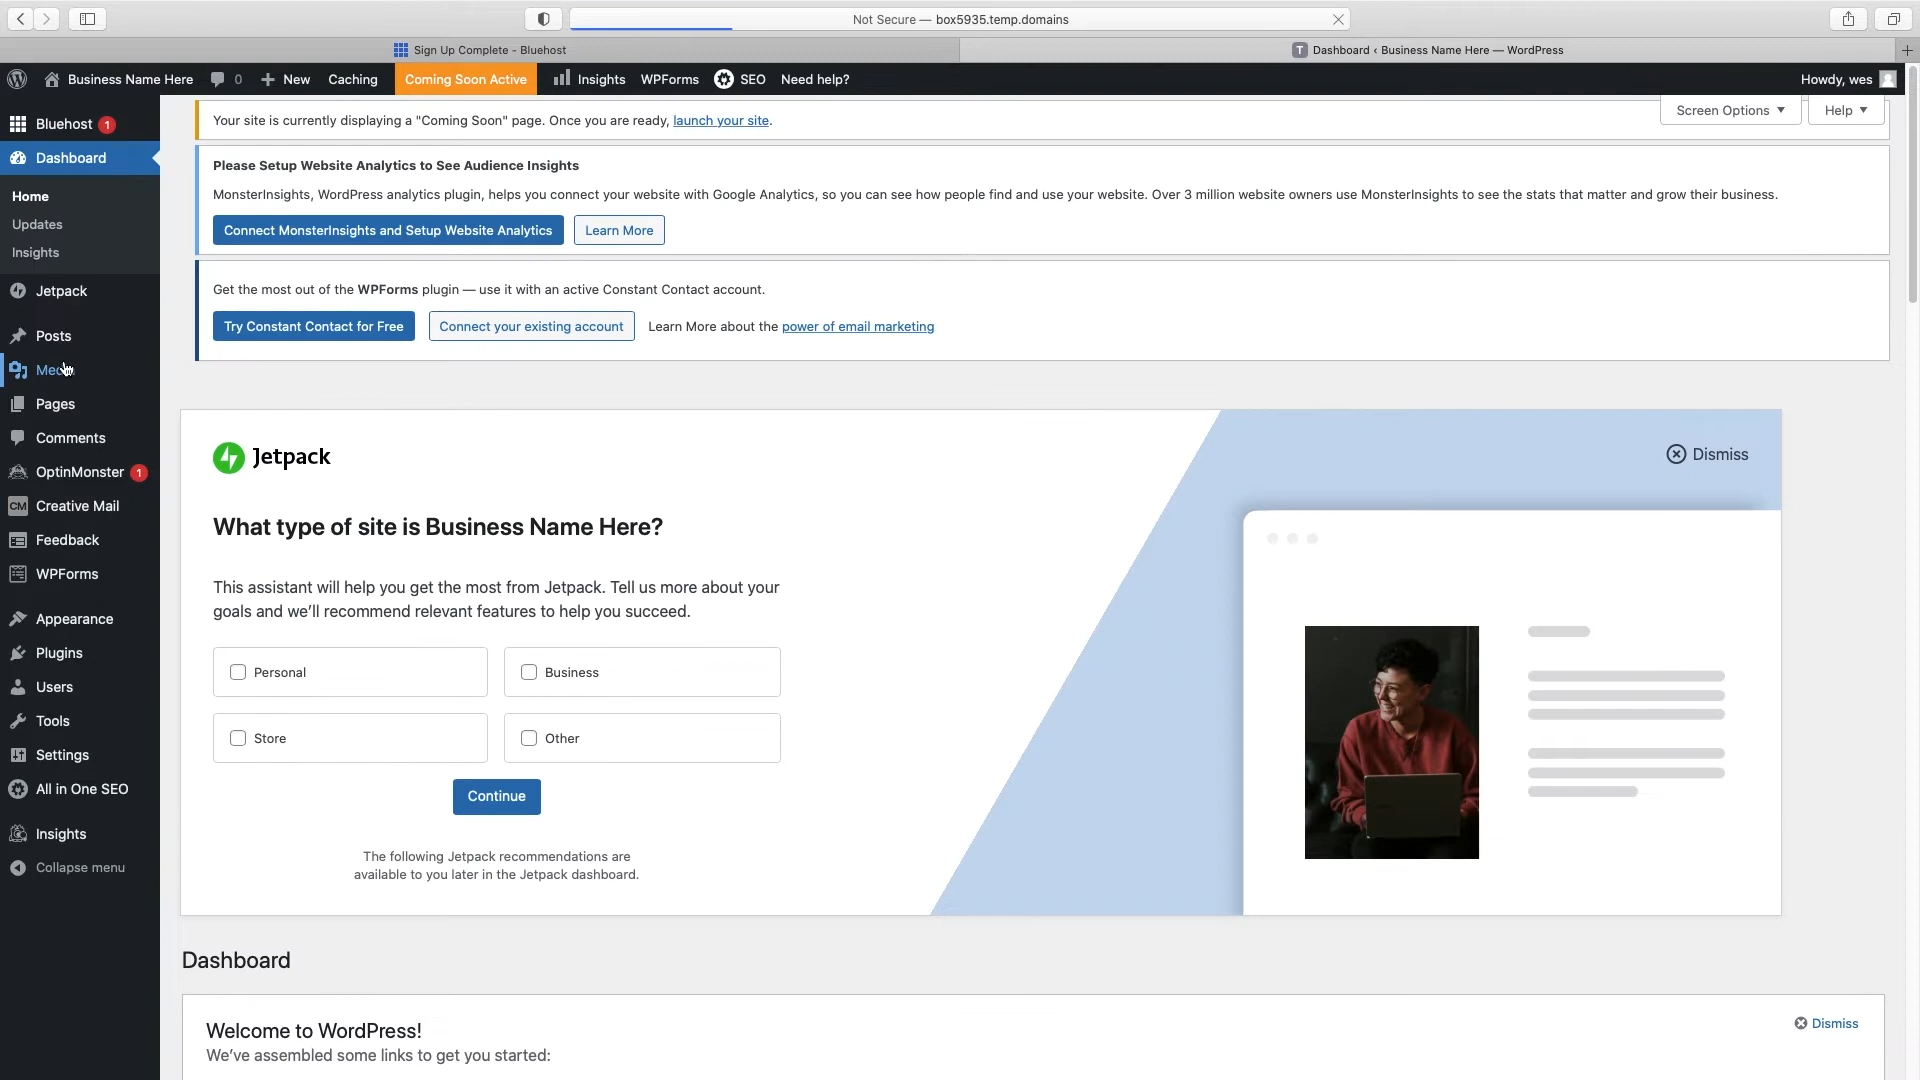 Not Secure — box5935.temp.domains
Sign Up Complete - Bluehost
T Dashboard ‹ Business Name Here — WordPress
Business Name Here 0 New Caching Coming Soon Active Insights WPForms SEO Need help? Howdy, wes
Bluehost 1
Dashboard
Home
Updates
Insights
Jetpack
Posts
Pages
Comments
OptinMonster 1
CM Creative Mail
Feedback
WPForms
Appearance
Plugins
Users
Tools
Settings
All in One SEO
Insights
Collapse menu
Screen Options Help
Your site is currently displaying a "Coming Soon" page. Once you are ready, launch your site.
Please Setup Website Analytics to See Audience Insights
MonsterInsights, WordPress analytics plugin, helps you connect your website with Google Analytics, so you can see how people find and use your website. Over 3 million website owners use MonsterInsights to see the stats that matter and grow their business.
Connect MonsterInsights and Setup Website Analytics Learn More
Get the most out of the WPForms plugin — use it with an active Constant Contact account.
Try Constant Contact for Free Connect your existing account Learn More about the power of email marketing
Jetpack
Dismiss
What type of site is Business Name Here?
This assistant will help you get the most from Jetpack. Tell us more about your
goals and we’ll recommend relevant features to help you succeed.
Personal Business
Store Other
Continue
The following Jetpack recommendations are
available to you later in the Jetpack dashboard.
Dashboard
Welcome to WordPress!
Dismiss
We’ve assembled some links to get you started: